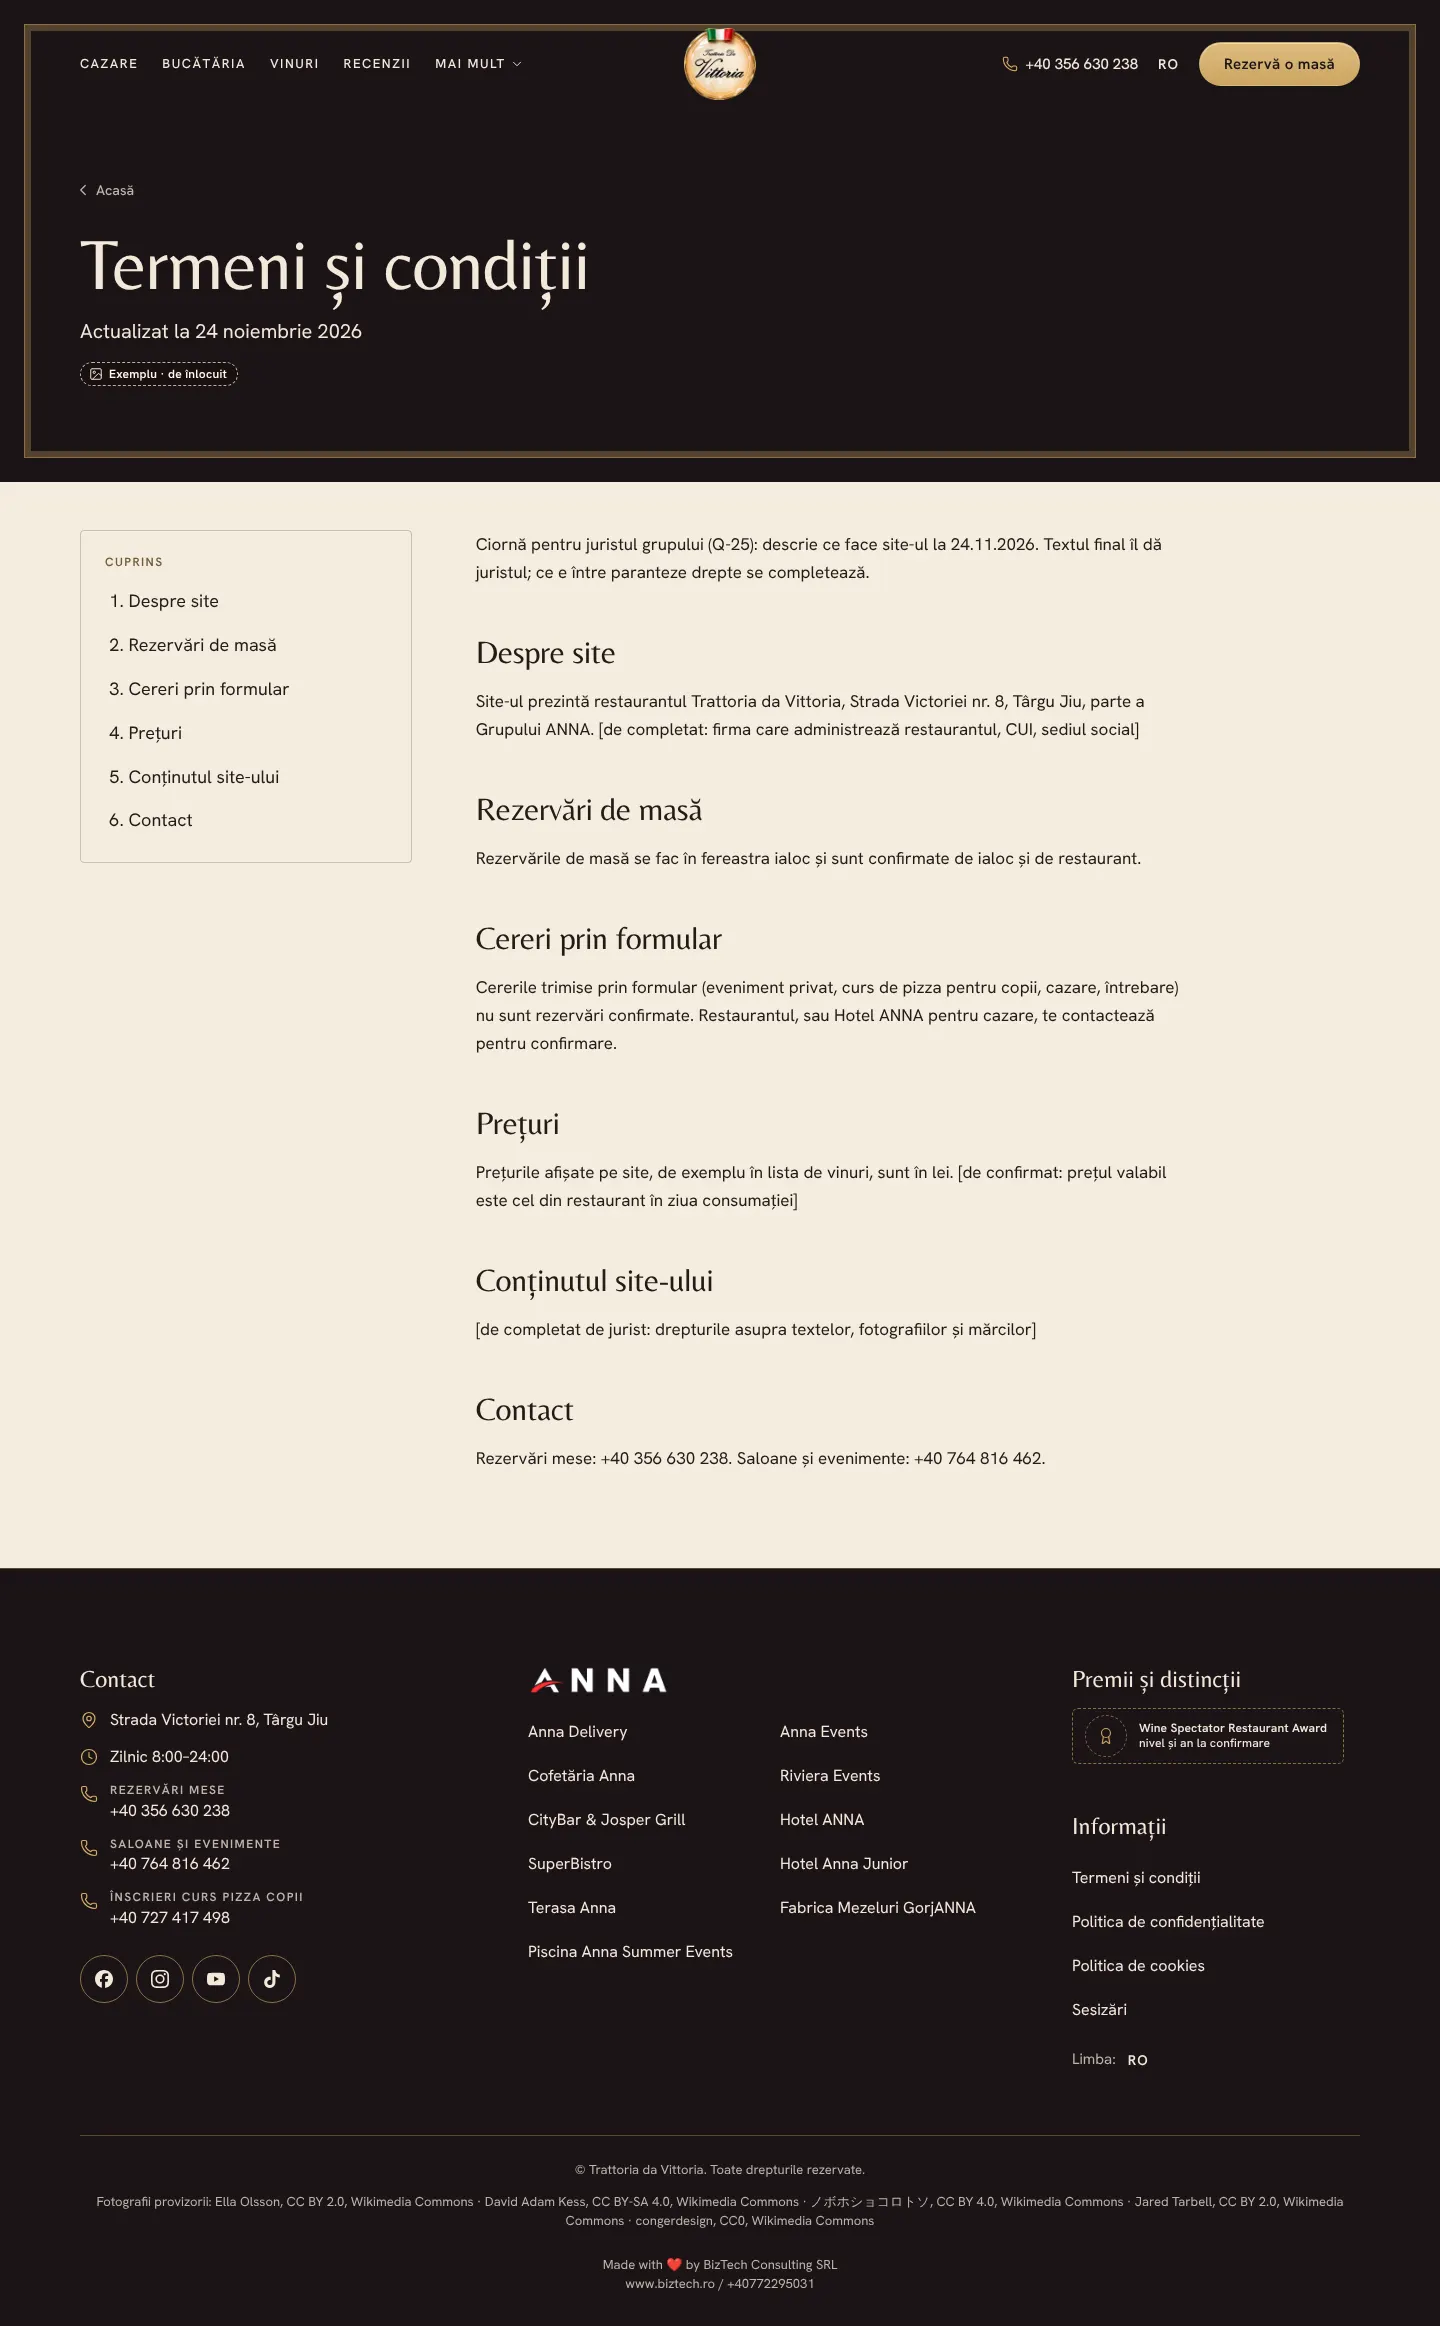 CAZARE
BUCĂTĂRIA
VINURI
RECENZII
MAI MULT
Trattoria Da
Vittoria
+40 356 630 238
RO
Rezervă o masă
Acasă
Termeni și condiții
Actualizat la 24 noiembrie 2026
Exemplu · de înlocuit
CUPRINS
1. Despre site
2. Rezervări de masă
3. Cereri prin formular
4. Prețuri
5. Conținutul site-ului
6. Contact
Ciornă pentru juristul grupului (Q-25): descrie ce face site-ul la 24.11.2026. Textul final îl dă
juristul; ce e între paranteze drepte se completează.
Despre site
Site-ul prezintă restaurantul Trattoria da Vittoria, Strada Victoriei nr. 8, Târgu Jiu, parte a
Grupului ANNA. [de completat: firma care administrează restaurantul, CUI, sediul social]
Rezervări de masă
Rezervările de masă se fac în fereastra ialoc și sunt confirmate de ialoc și de restaurant.
Cereri prin formular
Cererile trimise prin formular (eveniment privat, curs de pizza pentru copii, cazare, întrebare)
nu sunt rezervări confirmate. Restaurantul, sau Hotel ANNA pentru cazare, te contactează
pentru confirmare.
Prețuri
Prețurile afișate pe site, de exemplu în lista de vinuri, sunt în lei. [de confirmat: prețul valabil
este cel din restaurant în ziua consumației]
Conținutul site-ului
[de completat de jurist: drepturile asupra textelor, fotografiilor și mărcilor]
Contact
Rezervări mese: +40 356 630 238. Saloane și evenimente: +40 764 816 462.
Contact
Strada Victoriei nr. 8, Târgu Jiu
Zilnic 8:00–24:00
REZERVĂRI MESE
+40 356 630 238
SALOANE ȘI EVENIMENTE
+40 764 816 462
ÎNSCRIERI CURS PIZZA COPII
+40 727 417 498
ANNA
Anna Delivery
Cofetăria Anna
CityBar & Josper Grill
SuperBistro
Terasa Anna
Piscina Anna Summer Events
Anna Events
Riviera Events
Hotel ANNA
Hotel Anna Junior
Fabrica Mezeluri GorjANNA
Premii și distincții
Wine Spectator Restaurant Award
nivel și an la confirmare
Informații
Termeni și condiții
Politica de confidențialitate
Politica de cookies
Sesizări
Limba: RO
© Trattoria da Vittoria. Toate drepturile rezervate.
Fotografii provizorii: Ella Olsson, CC BY 2.0, Wikimedia Commons · David Adam Kess, CC BY-SA 4.0, Wikimedia Commons · ノボホショコロトソ, CC BY 4.0, Wikimedia Commons · Jared Tarbell, CC BY 2.0, Wikimedia
Commons · congerdesign, CC0, Wikimedia Commons
Made with ❤️ by BizTech Consulting SRL
www.biztech.ro / +40772295031